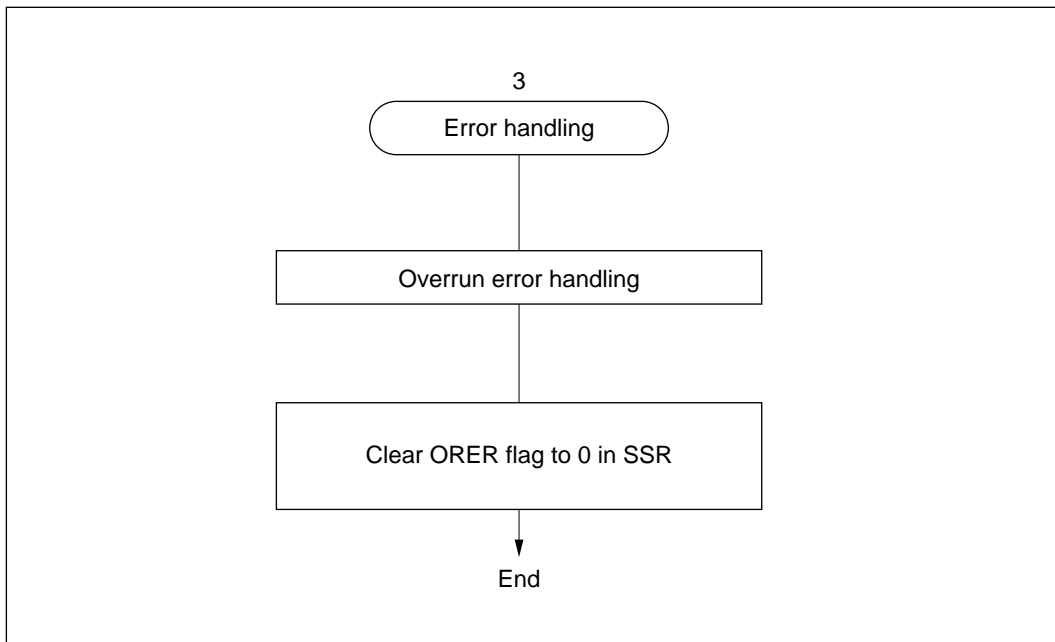 3
Error handling
Overrun error handling
Clear ORER flag to 0 in SSR
End